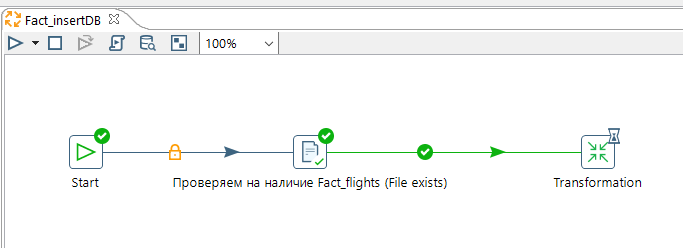 Fact_insertDB
100%
Start
Проверяем на наличие Fact_flights (File exists)
Transformation